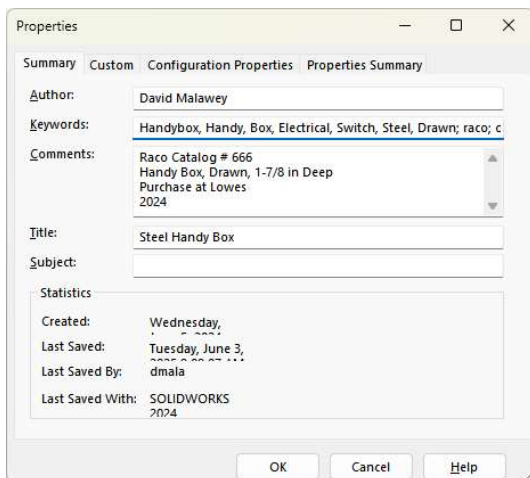 Properties
Summary Custom Configuration Properties Properties Summary
Author: David Malawey
Keywords: Handybox, Handy, Box, Electrical, Switch, Steel, Drawn; raco; c
Comments: Raco Catalog # 666
Handy Box, Drawn, 1-7/8 in Deep
Purchase at Lowes
2024
Title: Steel Handy Box
Subject:
Statistics
Created: Wednesday,
Last Saved: Tuesday, June 3,
Last Saved By: dmala
Last Saved With: SOLIDWORKS
2024
OK Cancel Help